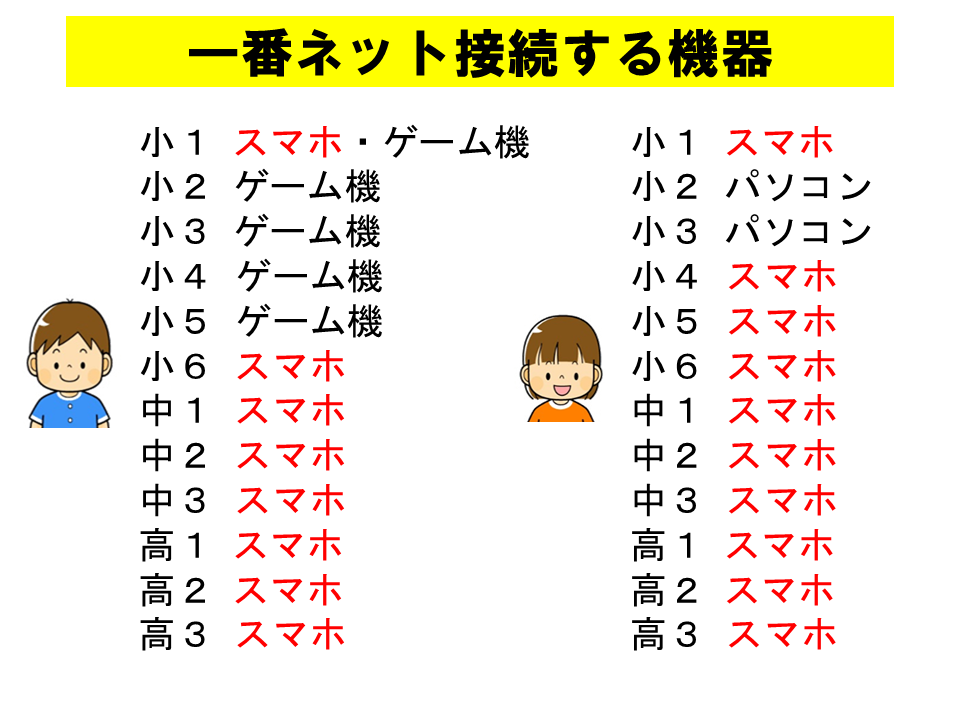 一番ネット接続する機器
小１　スマホ・ゲーム機
小２　ゲーム機
小３　ゲーム機
小４　ゲーム機
小５　ゲーム機
小６　スマホ
中１　スマホ
中２　スマホ
中３　スマホ
高１　スマホ
高２　スマホ
高３　スマホ
小１　スマホ
小２　パソコン
小３　パソコン
小４　スマホ
小５　スマホ
小６　スマホ
中１　スマホ
中２　スマホ
中３　スマホ
高１　スマホ
高２　スマホ
高３　スマホ